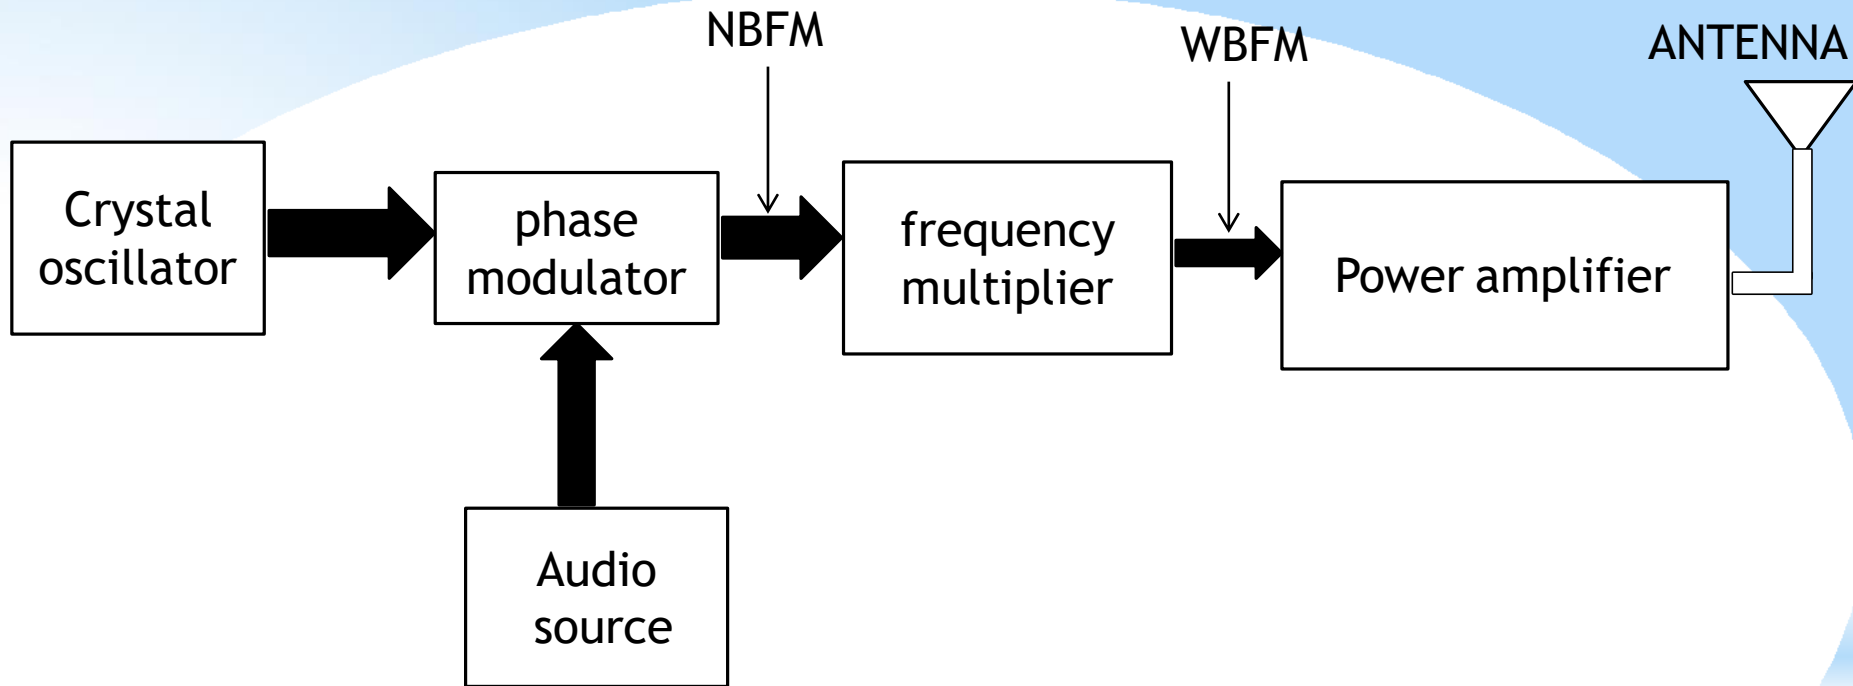 NBFM
WBFM
ANTENNA
Crystal
oscillator
phase
modulator
frequency
multiplier
Power amplifier
Audio
source